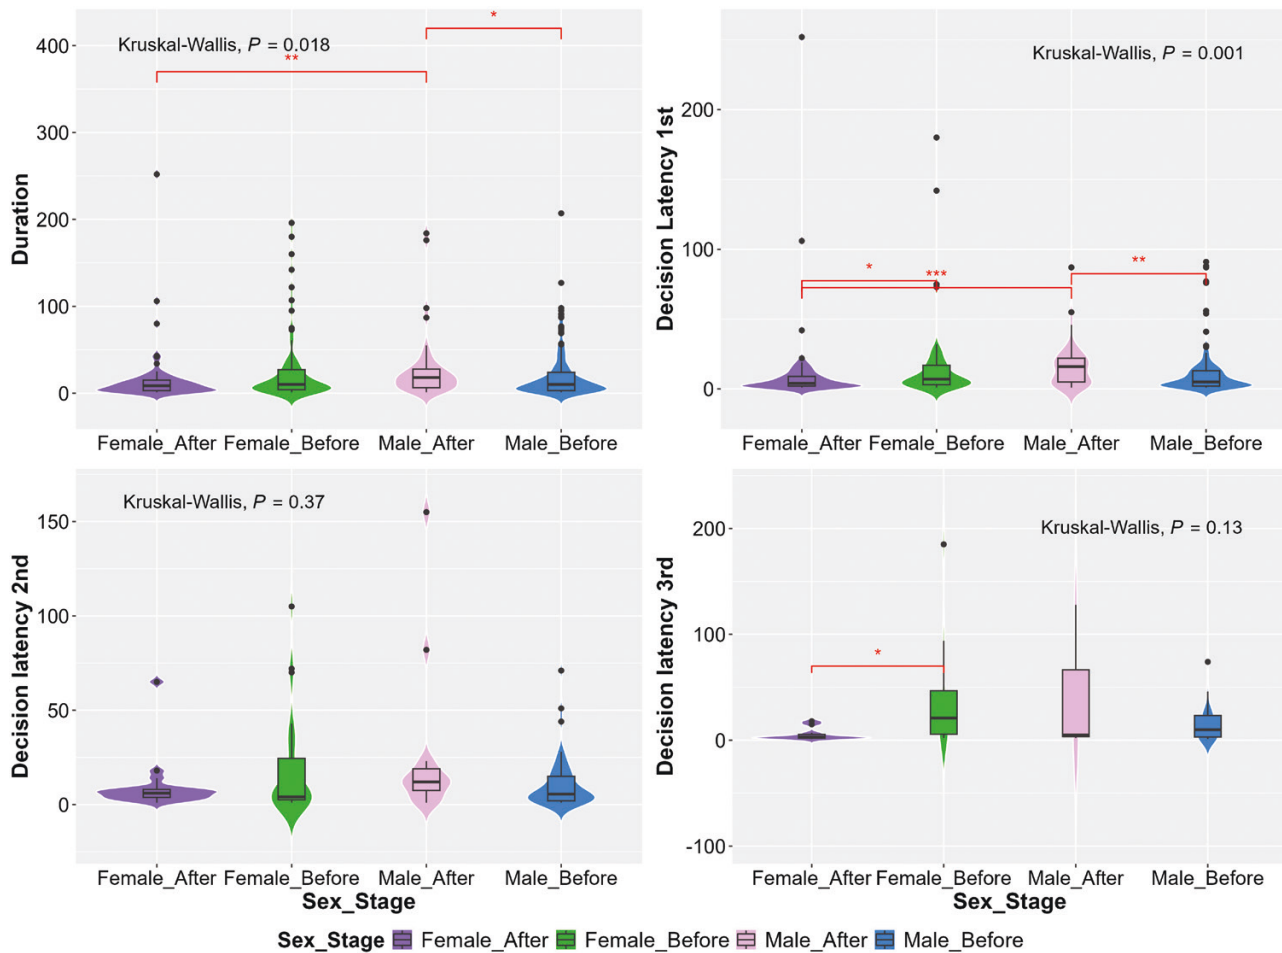 Duration
400
300
200
100
0
Kruskal-Wallis, P = 0.018
**
*
Female_After Female_Before Male_After Male_Before
Decision Latency 1st
200
100
0
Kruskal-Wallis, P = 0.001
*
***
**
Female_After Female_Before Male_After Male_Before
Decision latency 2nd
150
100
50
0
Kruskal-Wallis, P = 0.37
Female_After Female_Before Male_After Male_Before
Sex_Stage
Decision latency 3rd
200
100
0
-100
Kruskal-Wallis, P = 0.13
*
Female_After Female_Before Male_After Male_Before
Sex_Stage
Sex_Stage Female_After Female_Before Male_After Male_Before